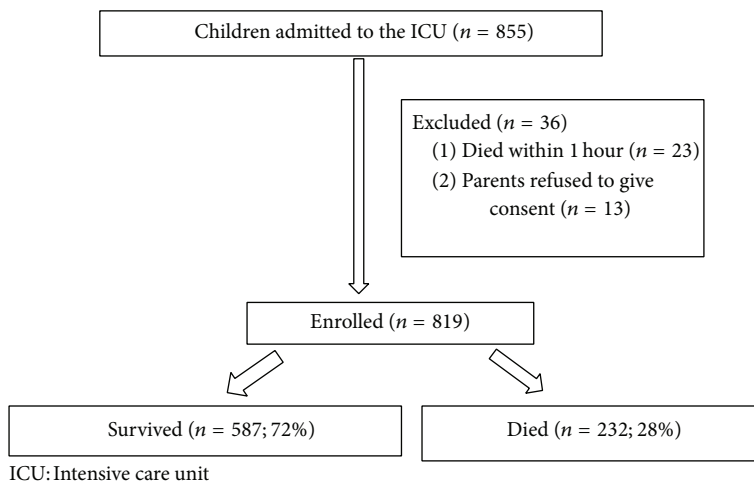 Children admitted to the ICU (n = 855)
Excluded (n = 36)
(1) Died within 1 hour (n = 23)
(2) Parents refused to give
consent (n = 13)
Enrolled (n = 819)
Survived (n = 587; 72%)
Died (n = 232; 28%)
ICU: Intensive care unit